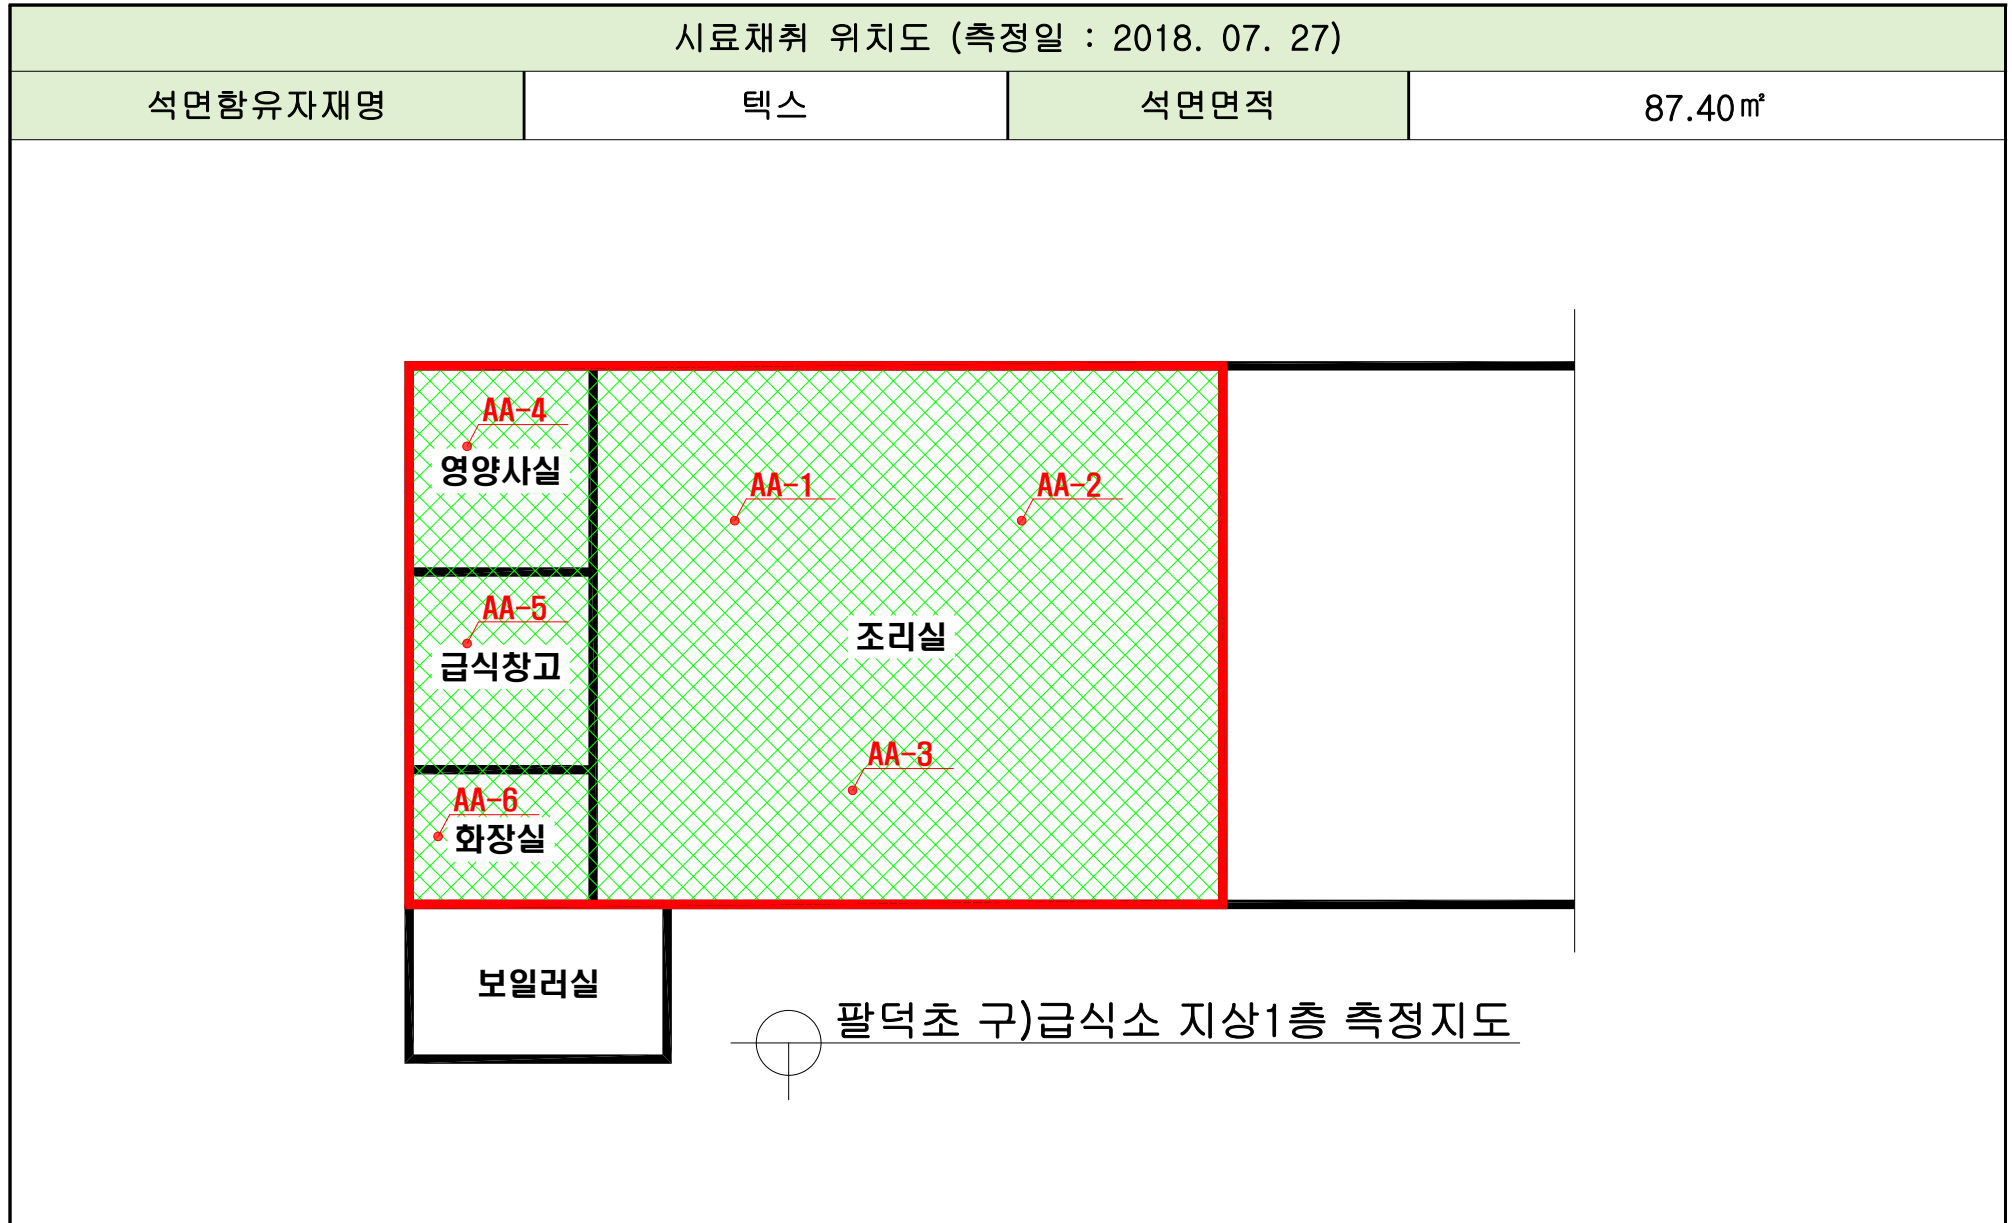 시료채취 위치도 (측정일 : 2018. 07. 27)
석면함유자재명 텍스 석면면적 87.40㎡
AA-4
영양사실
AA-1
AA-2
AA-5
급식창고
조리실
AA-3
AA-6
화장실
보일러실
팔덕초 구)급식소 지상1층 측정지도